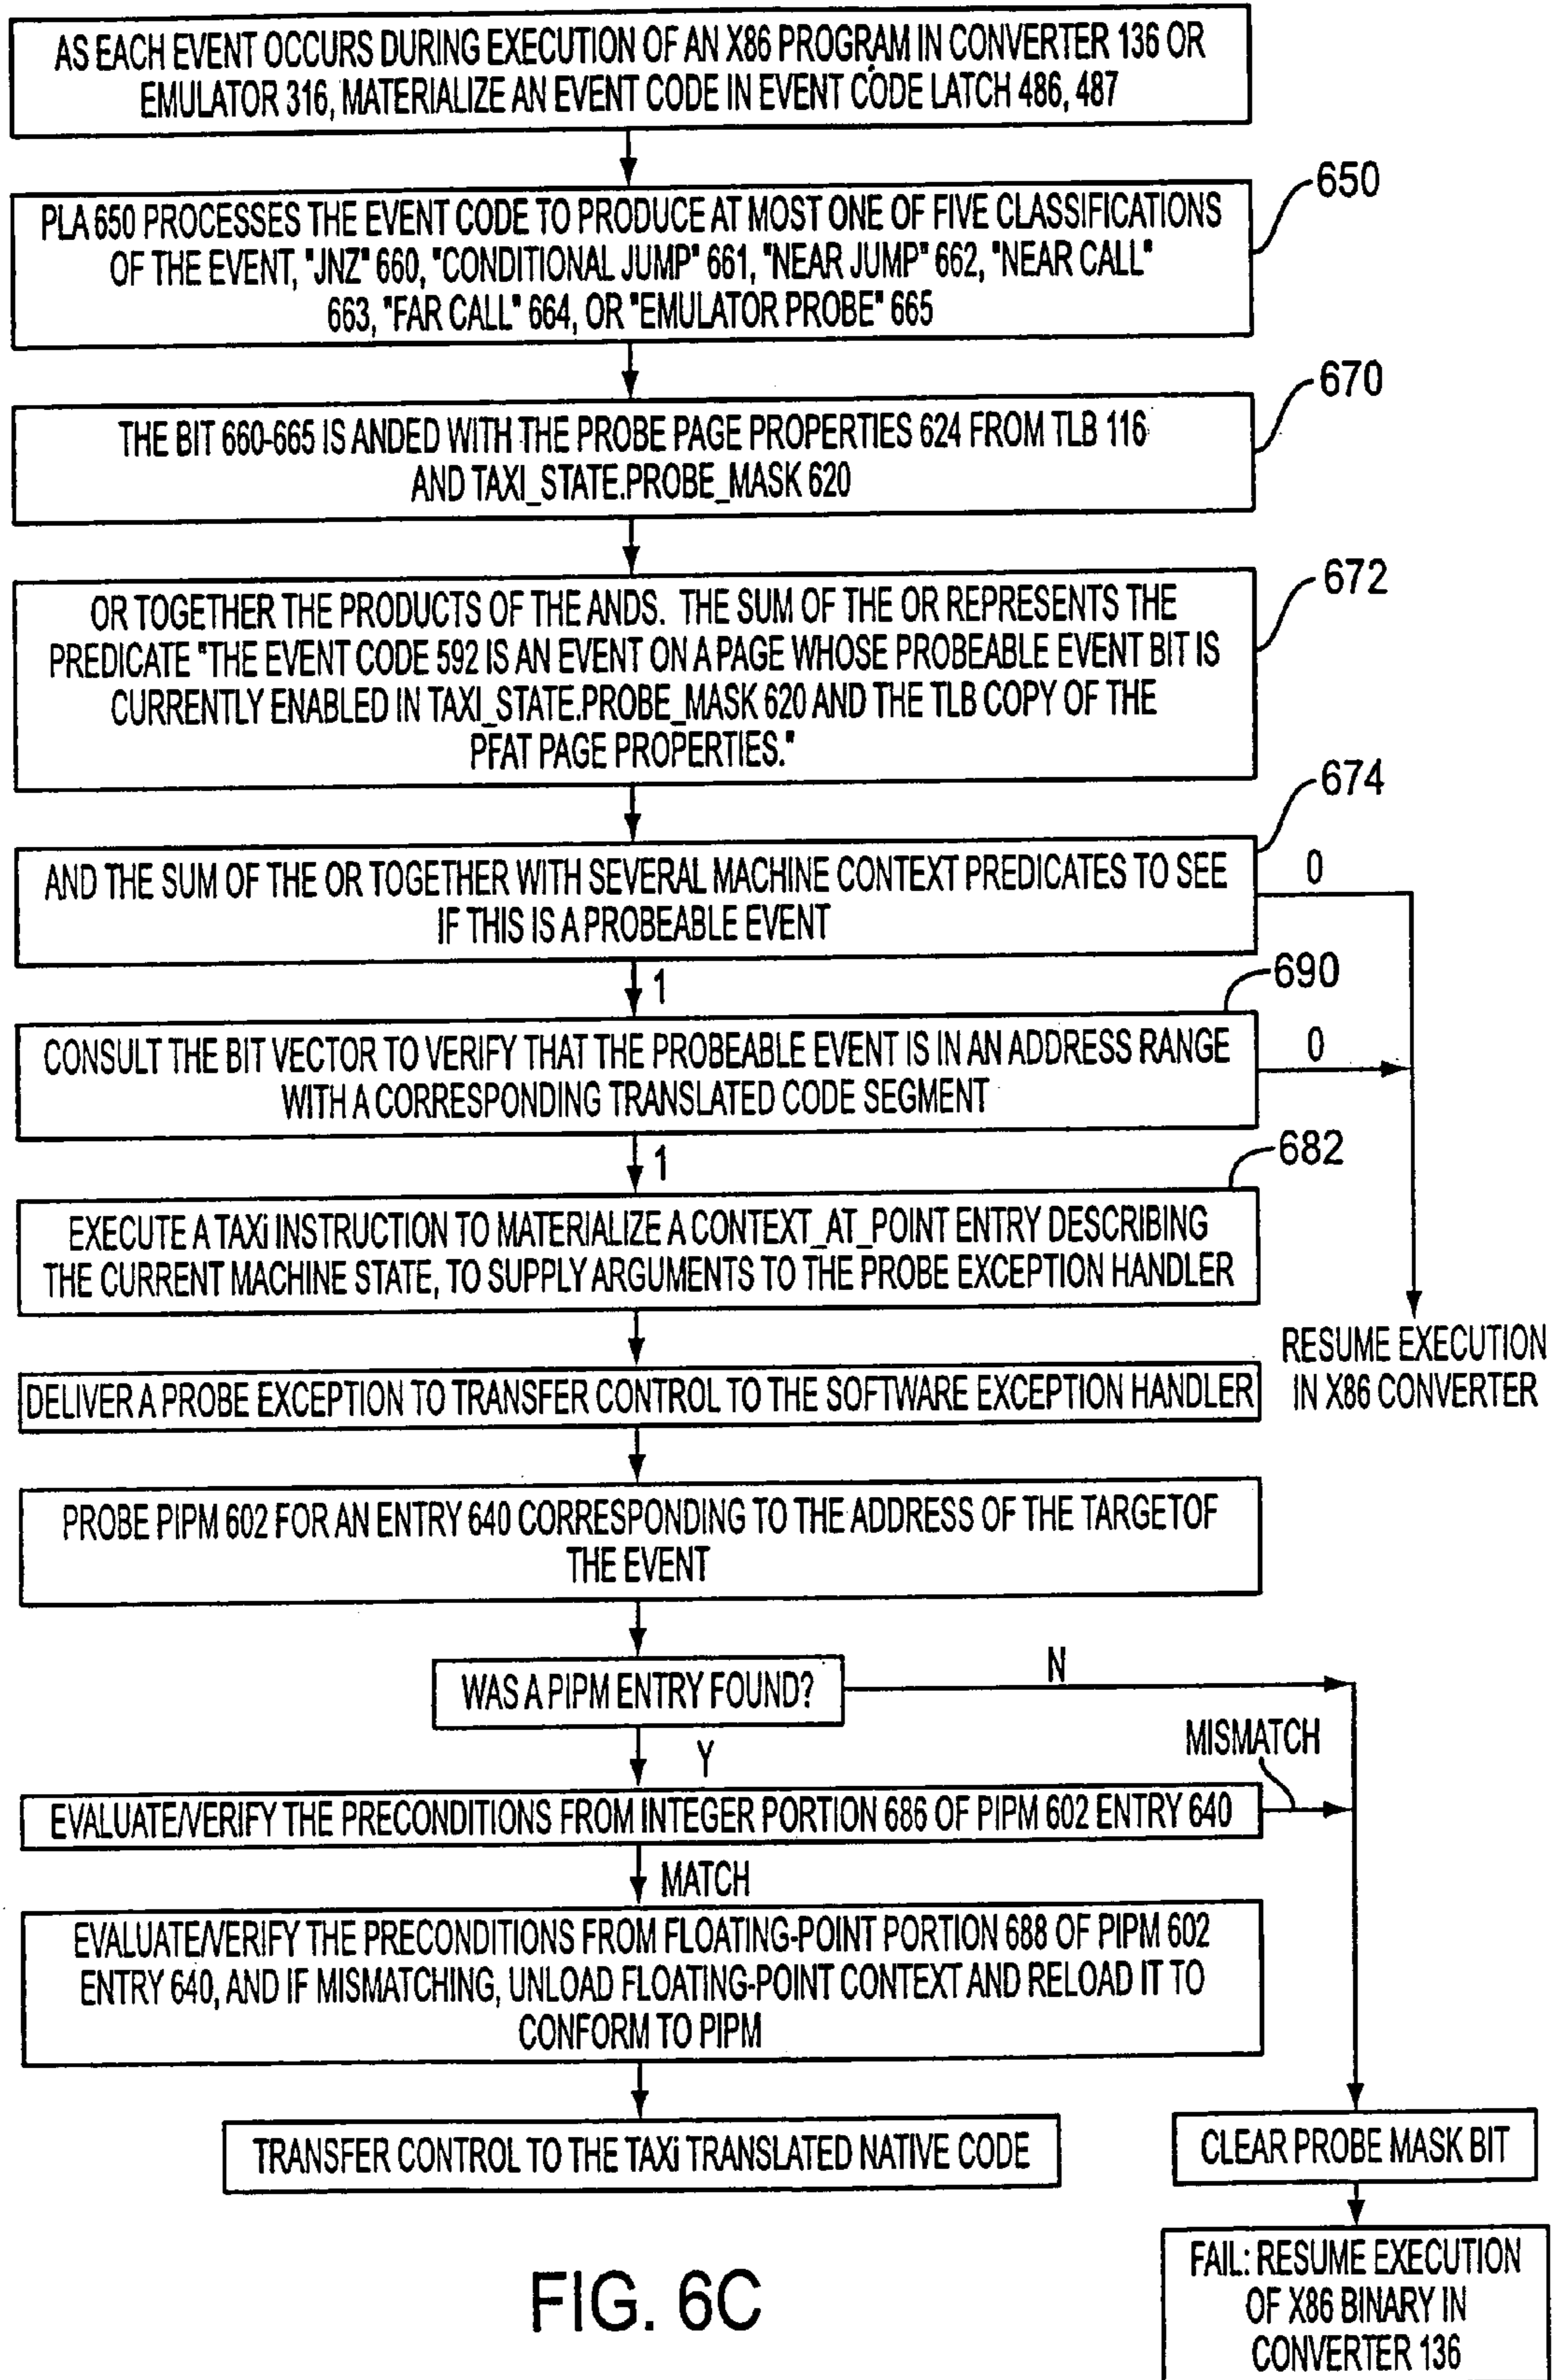 AS EACH EVENT OCCURS DURING EXECUTION OF AN X86 PROGRAM IN CONVERTER 136 OR
EMULATOR 316, MATERIALIZE AN EVENT CODE IN EVENT CODE LATCH 486, 487
650
PLA 650 PROCESSES THE EVENT CODE TO PRODUCE AT MOST ONE OF FIVE CLASSIFICATIONS
OF THE EVENT, "JNZ" 660, "CONDITIONAL JUMP" 661, "NEAR JUMP" 662, "NEAR CALL"
663, "FAR CALL" 664, OR "EMULATOR PROBE" 665
670
THE BIT 660-665 IS ANDED WITH THE PROBE PAGE PROPERTIES 624 FROM TLB 116
AND TAXI_STATE.PROBE_MASK 620
672
OR TOGETHER THE PRODUCTS OF THE ANDS. THE SUM OF THE OR REPRESENTS THE
PREDICATE "THE EVENT CODE 592 IS AN EVENT ON A PAGE WHOSE PROBEABLE EVENT BIT IS
CURRENTLY ENABLED IN TAXI_STATE.PROBE_MASK 620 AND THE TLB COPY OF THE
PFAT PAGE PROPERTIES."
674
AND THE SUM OF THE OR TOGETHER WITH SEVERAL MACHINE CONTEXT PREDICATES TO SEE
IF THIS IS A PROBEABLE EVENT
0
1
690
CONSULT THE BIT VECTOR TO VERIFY THAT THE PROBEABLE EVENT IS IN AN ADDRESS RANGE
WITH A CORRESPONDING TRANSLATED CODE SEGMENT
0
1
682
EXECUTE A TAXi INSTRUCTION TO MATERIALIZE A CONTEXT_AT_POINT ENTRY DESCRIBING
THE CURRENT MACHINE STATE, TO SUPPLY ARGUMENTS TO THE PROBE EXCEPTION HANDLER
RESUME EXECUTION
IN X86 CONVERTER
DELIVER A PROBE EXCEPTION TO TRANSFER CONTROL TO THE SOFTWARE EXCEPTION HANDLER
PROBE PIPM 602 FOR AN ENTRY 640 CORRESPONDING TO THE ADDRESS OF THE TARGETOF
THE EVENT
WAS A PIPM ENTRY FOUND?
N
Y
MISMATCH
EVALUATE/VERIFY THE PRECONDITIONS FROM INTEGER PORTION 686 OF PIPM 602 ENTRY 640
MATCH
EVALUATE/VERIFY THE PRECONDITIONS FROM FLOATING-POINT PORTION 688 OF PIPM 602
ENTRY 640, AND IF MISMATCHING, UNLOAD FLOATING-POINT CONTEXT AND RELOAD IT TO
CONFORM TO PIPM
TRANSFER CONTROL TO THE TAXi TRANSLATED NATIVE CODE
CLEAR PROBE MASK BIT
FAIL: RESUME EXECUTION
OF X86 BINARY IN
CONVERTER 136
FIG. 6C